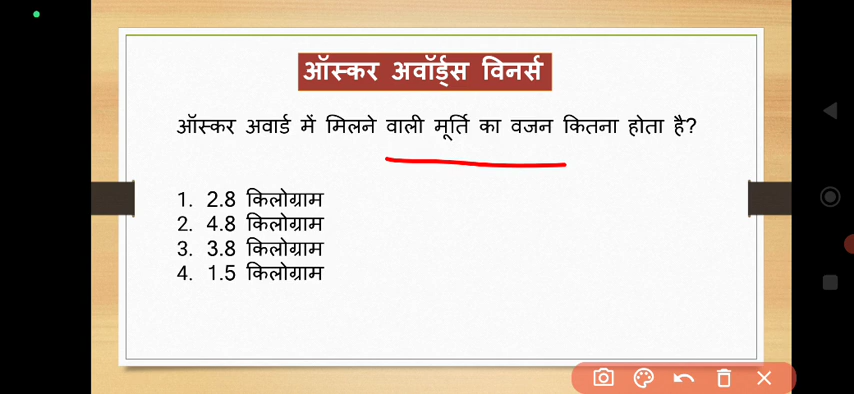 ऑस्कर अवॉर्ड्स विनर्स
ऑस्कर अवार्ड में मिलने वाली मूर्ति का वजन कितना होता है?
1. 2.8 किलोग्राम
2. 4.8 किलोग्राम
3. 3.8 किलोग्राम
4. 1.5 किलोग्राम